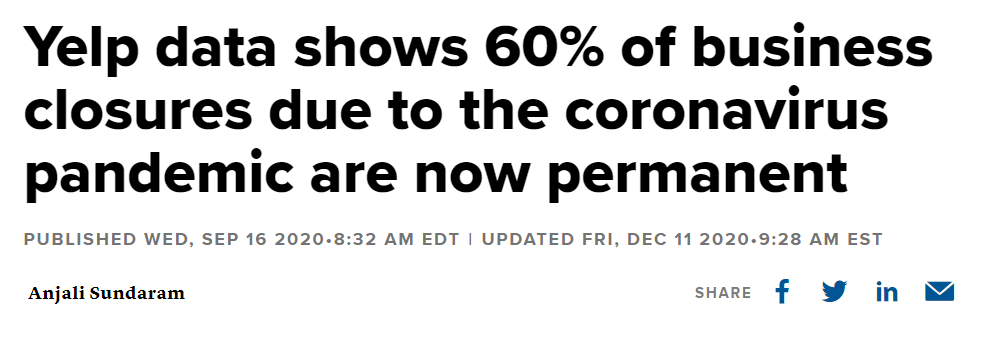 Yelp data shows 60% of business
closures due to the coronavirus
pandemic are now permanent
PUBLISHED WED, SEP 16 2020•8:32 AM EDT | UPDATED FRI, DEC 11 2020•9:28 AM EST
Anjali Sundaram
SHARE